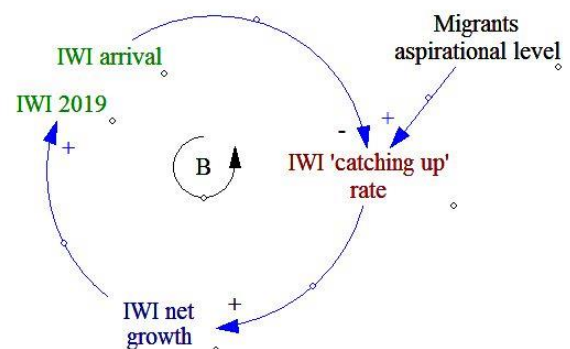 Migrants
aspirational level
IWI arrival
IWI 2019
+
-
+
B
IWI 'catching up'
rate
+
IWI net
growth